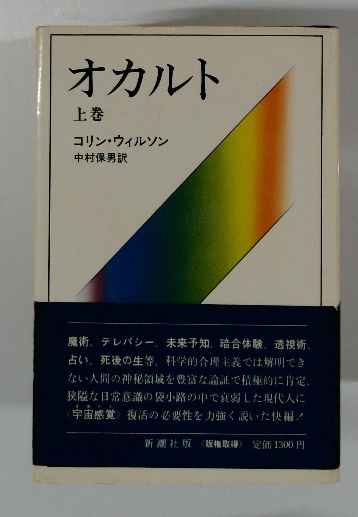 オカルト
上巻
コリン・ウィルソン
中村保男訳
魔術、テレパシー、未来予知、暗合体験、透視術、
占い、死後の生等、科学的合理主義では解明でき
ない人間の神秘領域を豊富な論証で積極的に肯定、
狭隘な日常意識の袋小路の中で衰弱した現代人に
〈宇宙感覚〉復活の必要性を力強く説いた快編！
新潮社版 〈版権取得〉 定価1300円